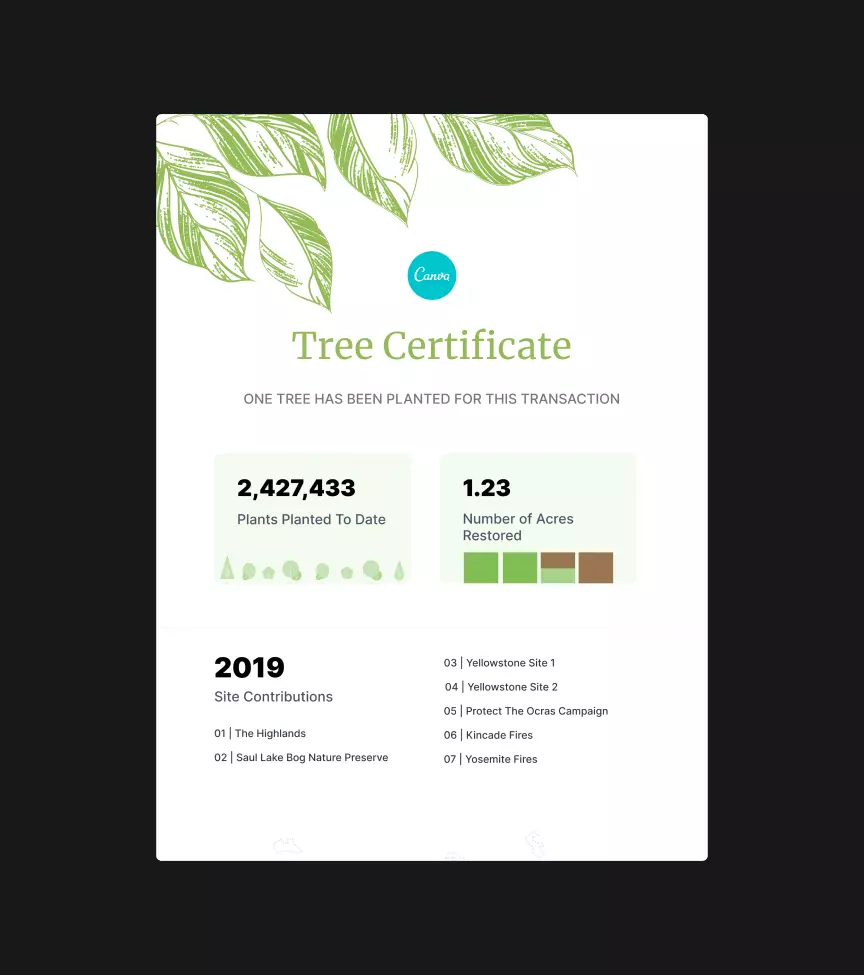 Canva
Tree Certificate
ONE TREE HAS BEEN PLANTED FOR THIS TRANSACTION
2,427,433
Plants Planted To Date
1.23
Number of Acres
Restored
2019
Site Contributions
01 | The Highlands
02 | Saul Lake Bog Nature Preserve
03 | Yellowstone Site 1
04 | Yellowstone Site 2
05 | Protect The Ocras Campaign
06 | Kincade Fires
07 | Yosemite Fires